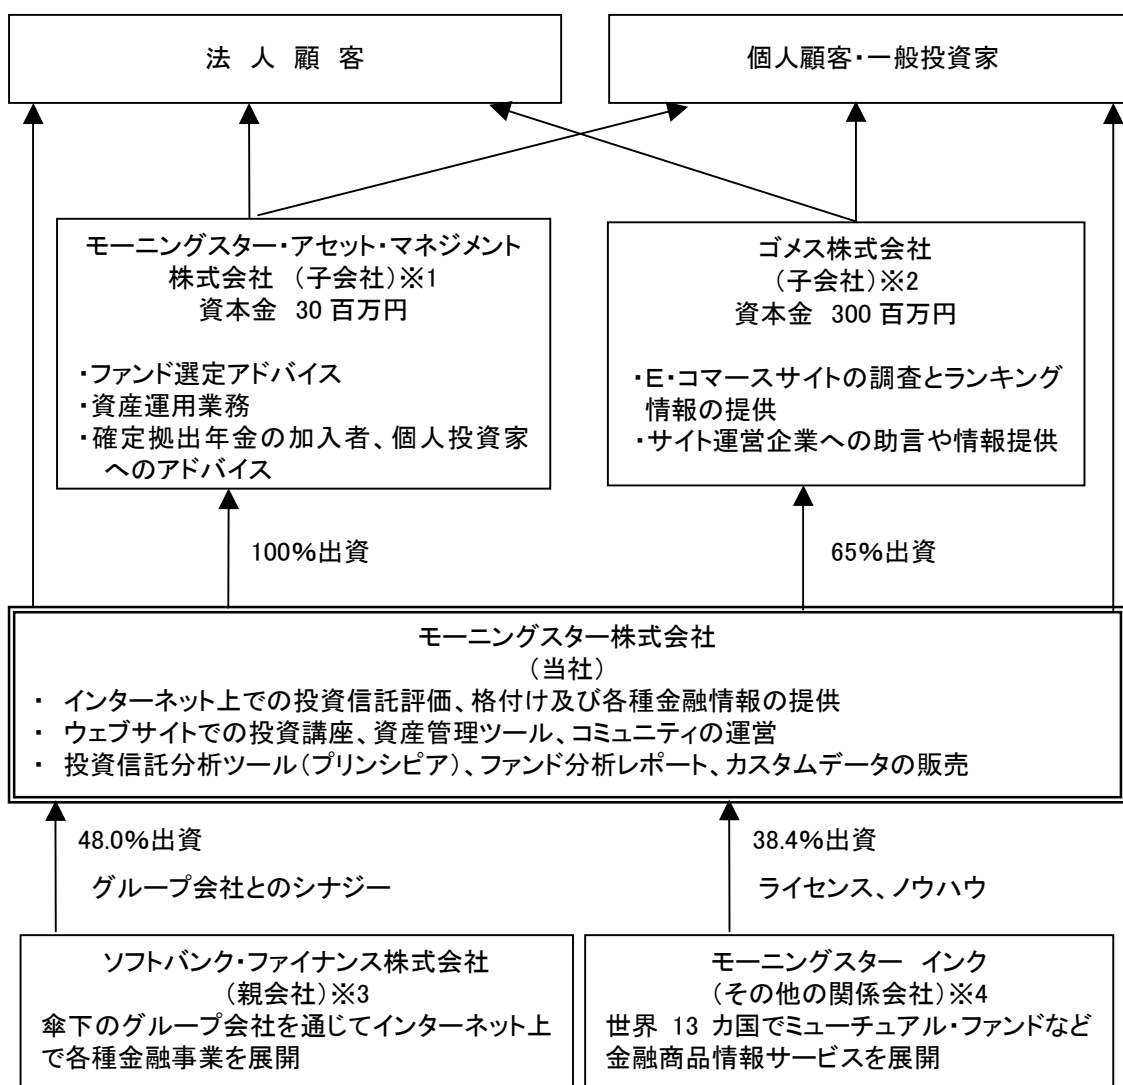 法 人 顧 客
個人顧客・一般投資家
モーニングスター・アセット・マネジメント
株式会社 （子会社）※1
資本金 30 百万円
・ファンド選定アドバイス
・資産運用業務
・確定拠出年金の加入者、個人投資家
へのアドバイス
ゴメス株式会社
（子会社）※2
資本金 300 百万円
・E・コマースサイトの調査とランキング
情報の提供
・サイト運営企業への助言や情報提供
100%出資
65%出資
モーニングスター株式会社
（当社）
・ インターネット上での投資信託評価、格付け及び各種金融情報の提供
・ ウェブサイトでの投資講座、資産管理ツール、コミュニティの運営
・ 投資信託分析ツール（プリンシピア）、ファンド分析レポート、カスタムデータの販売
48.0%出資
グループ会社とのシナジー
38.4%出資
ライセンス、ノウハウ
ソフトバンク・ファイナンス株式会社
（親会社）※3
傘下のグループ会社を通じてインターネット上
で各種金融事業を展開
モーニングスター インク
（その他の関係会社）※4
世界 13 カ国でミューチュアル・ファンドなど
金融商品情報サービスを展開